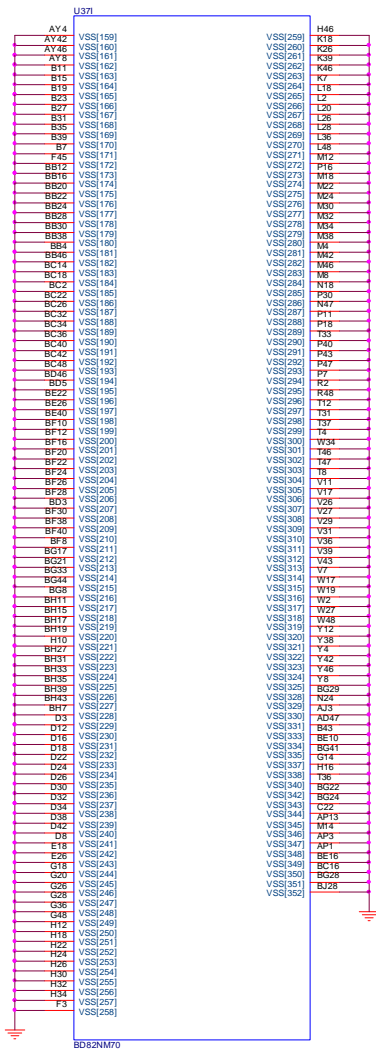 U37I
AY4 VSS[159]
AY42 VSS[160]
AY46 VSS[161]
AY8 VSS[162]
B11 VSS[163]
B15 VSS[164]
B19 VSS[165]
B23 VSS[166]
B27 VSS[167]
B31 VSS[168]
B35 VSS[169]
B39 VSS[170]
B7 VSS[171]
F45 VSS[172]
BB12 VSS[173]
BB16 VSS[174]
BB20 VSS[175]
BB22 VSS[176]
BB24 VSS[177]
BB28 VSS[178]
BB30 VSS[179]
BB38 VSS[180]
BB4 VSS[181]
BB46 VSS[182]
BC14 VSS[183]
BC18 VSS[184]
BC2 VSS[185]
BC22 VSS[186]
BC26 VSS[187]
BC32 VSS[188]
BC34 VSS[189]
BC36 VSS[190]
BC40 VSS[191]
BC42 VSS[192]
BC48 VSS[193]
BD46 VSS[194]
BD5 VSS[195]
BE22 VSS[196]
BE26 VSS[197]
BE40 VSS[198]
BF10 VSS[199]
BF12 VSS[200]
BF16 VSS[201]
BF20 VSS[202]
BF22 VSS[203]
BF24 VSS[204]
BF26 VSS[205]
BF28 VSS[206]
BD3 VSS[207]
BF30 VSS[208]
BF38 VSS[209]
BF40 VSS[210]
BF8 VSS[211]
BG17 VSS[212]
BG21 VSS[213]
BG33 VSS[214]
BG44 VSS[215]
BG8 VSS[216]
BH11 VSS[217]
BH15 VSS[218]
BH17 VSS[219]
BH19 VSS[220]
H10 VSS[221]
BH27 VSS[222]
BH31 VSS[223]
BH33 VSS[224]
BH35 VSS[225]
BH39 VSS[226]
BH43 VSS[227]
BH7 VSS[228]
D3 VSS[229]
D12 VSS[230]
D16 VSS[231]
D18 VSS[232]
D22 VSS[233]
D24 VSS[234]
D26 VSS[235]
D30 VSS[236]
D32 VSS[237]
D34 VSS[238]
D38 VSS[239]
D42 VSS[240]
D8 VSS[241]
E18 VSS[242]
E26 VSS[243]
G18 VSS[244]
G20 VSS[245]
G26 VSS[246]
G28 VSS[247]
G36 VSS[248]
G48 VSS[249]
H12 VSS[250]
H18 VSS[251]
H22 VSS[252]
H24 VSS[253]
H26 VSS[254]
H30 VSS[255]
H32 VSS[256]
H34 VSS[257]
F3 VSS[258]
VSS[259] H46
VSS[260] K18
VSS[261] K26
VSS[262] K39
VSS[263] K46
VSS[264] K7
VSS[265] L18
VSS[266] L2
VSS[267] L20
VSS[268] L26
VSS[269] L28
VSS[270] L36
VSS[271] L48
VSS[272] M12
VSS[273] P16
VSS[274] M18
VSS[275] M22
VSS[276] M24
VSS[277] M30
VSS[278] M32
VSS[279] M34
VSS[280] M38
VSS[281] M4
VSS[282] M42
VSS[283] M46
VSS[284] M8
VSS[285] N18
VSS[286] P30
VSS[287] N47
VSS[288] P11
VSS[289] P18
VSS[290] T33
VSS[291] P40
VSS[292] P43
VSS[293] P47
VSS[294] P7
VSS[295] R2
VSS[296] R48
VSS[297] T12
VSS[298] T31
VSS[299] T37
VSS[300] T4
VSS[301] W34
VSS[302] T46
VSS[303] T47
VSS[304] T8
VSS[305] V11
VSS[306] V17
VSS[307] V26
VSS[308] V27
VSS[309] V29
VSS[310] V31
VSS[311] V36
VSS[312] V39
VSS[313] V43
VSS[314] V7
VSS[315] W17
VSS[316] W19
VSS[317] W2
VSS[318] W27
VSS[319] W48
VSS[320] Y12
VSS[321] Y38
VSS[322] Y4
VSS[323] Y42
VSS[324] Y46
VSS[325] Y8
VSS[328] BG29
VSS[329] N24
VSS[330] AJ3
VSS[331] AD47
VSS[333] B43
VSS[334] BE10
VSS[335] BG41
VSS[337] G14
VSS[338] H16
VSS[340] T36
VSS[342] BG22
VSS[343] BG24
VSS[344] C22
VSS[345] AP13
VSS[346] M14
VSS[347] AP3
VSS[348] AP1
VSS[349] BE16
VSS[350] BC16
VSS[351] BG28
VSS[352] BJ28
BD82NM70